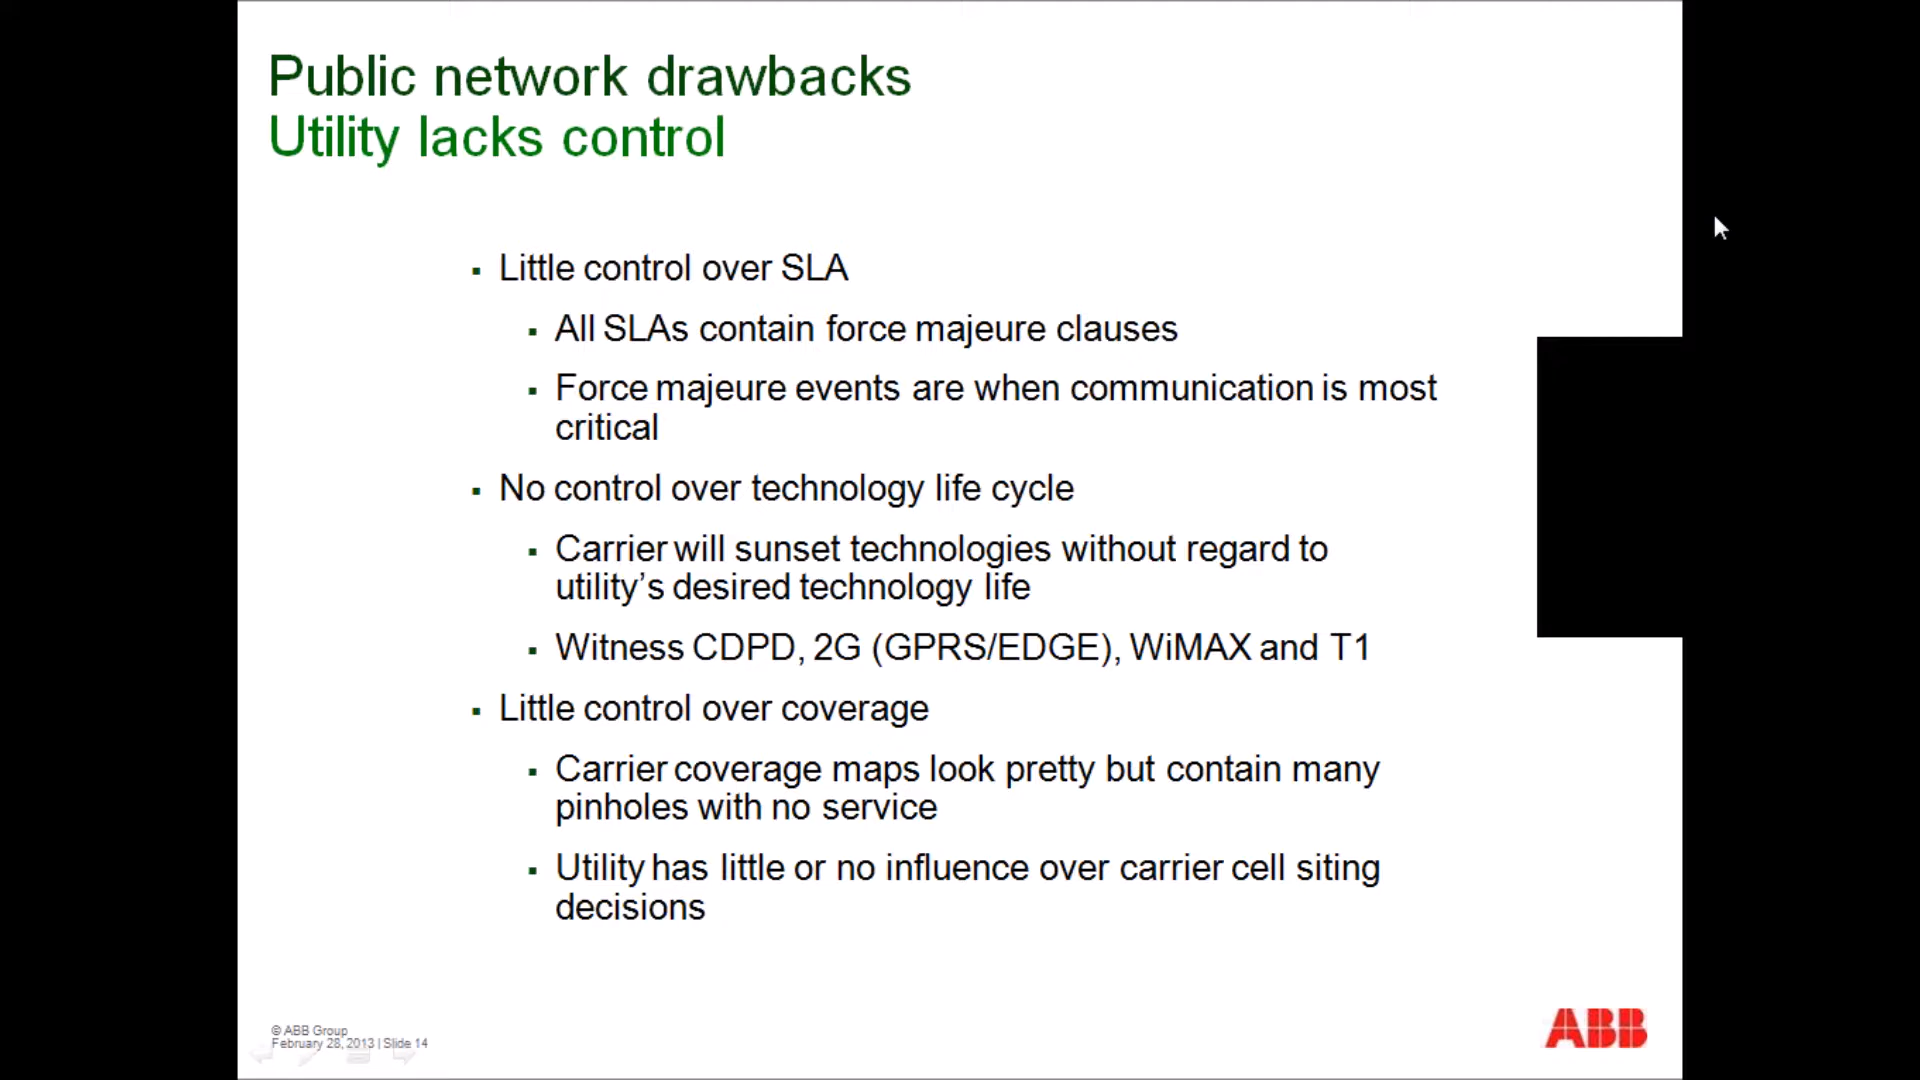 Public network drawbacks
Utility lacks control
▪ Little control over SLA
▪ All SLAs contain force majeure clauses
▪ Force majeure events are when communication is most
critical
▪ No control over technology life cycle
▪ Carrier will sunset technologies without regard to
utility’s desired technology life
▪ Witness CDPD, 2G (GPRS/EDGE), WiMAX and T1
▪ Little control over coverage
▪ Carrier coverage maps look pretty but contain many
pinholes with no service
▪ Utility has little or no influence over carrier cell siting
decisions
© ABB Group
February 28, 2013 | Slide 14
ABB